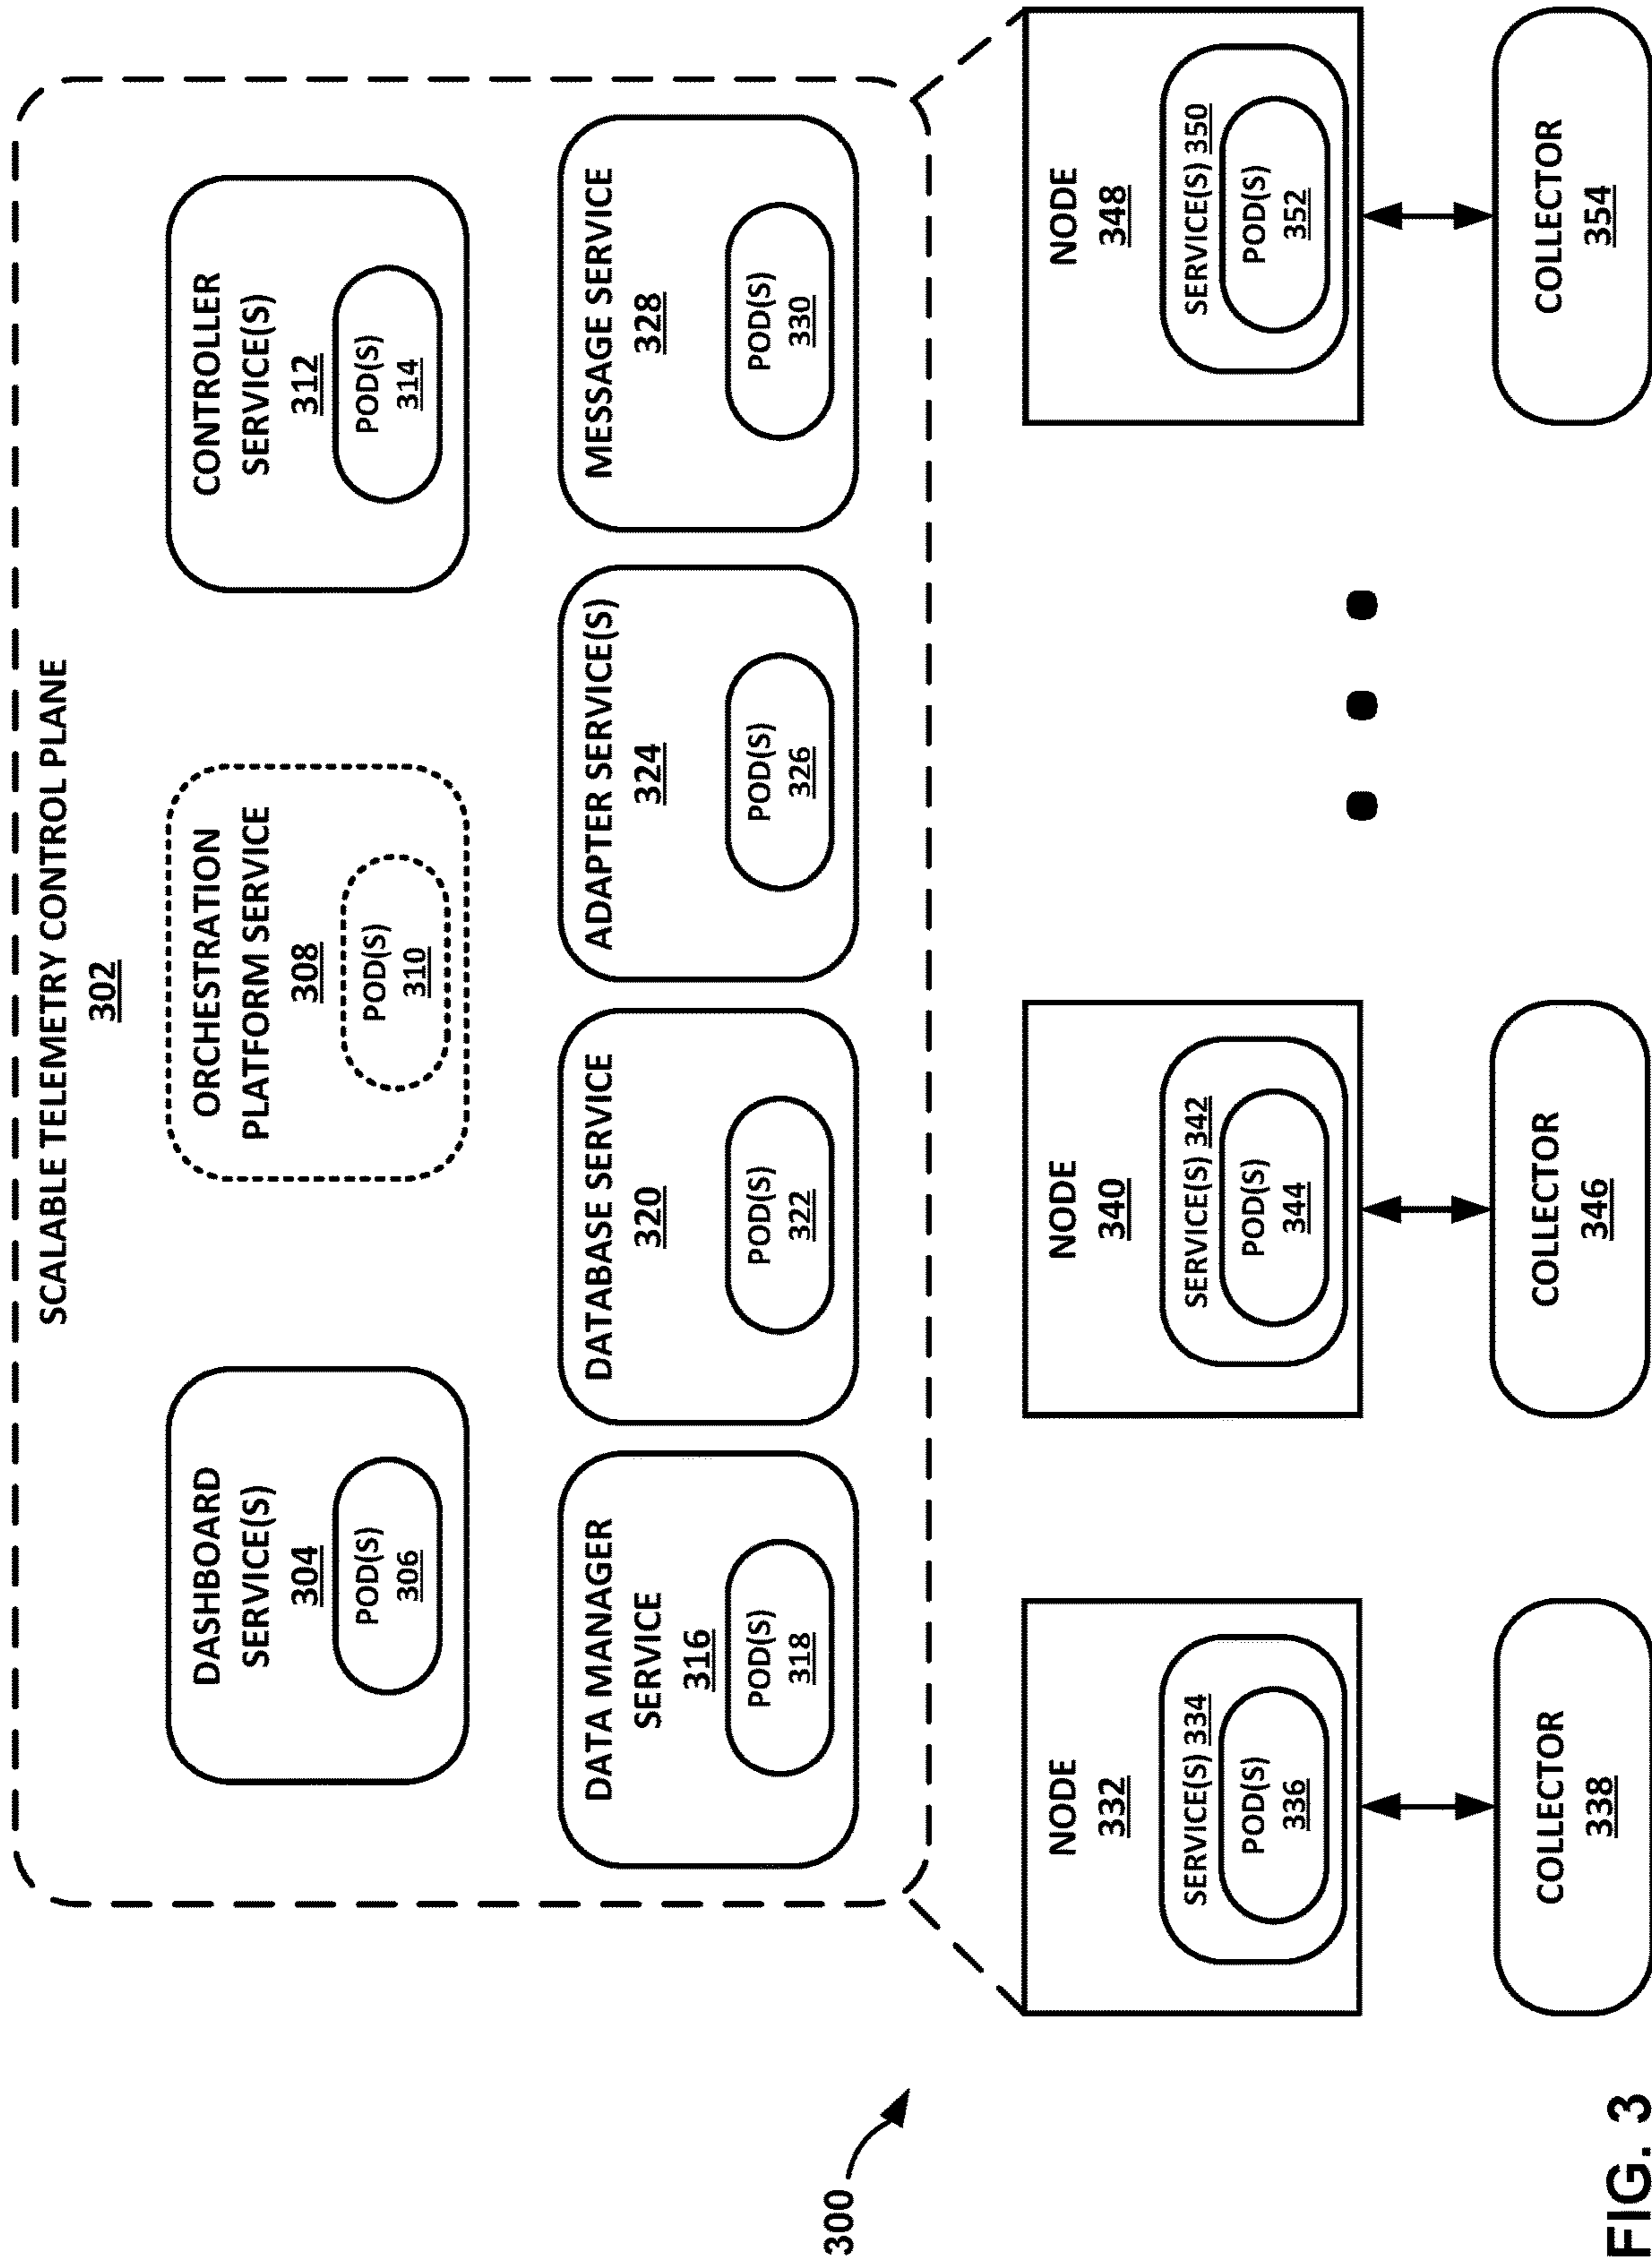 SCALABLE TELEMETRY CONTROL PLANE
302
DASHBOARD
SERVICE(S)
304
POD(S)
306
ORCHESTRATION
PLATFORM SERVICE
308
POD(S)
310
CONTROLLER
SERVICE(S)
312
POD(S)
314
DATA MANAGER
SERVICE
316
POD(S)
318
DATABASE SERVICE
320
POD(S)
322
ADAPTER SERVICE(S)
324
POD(S)
326
MESSAGE SERVICE
328
POD(S)
330
300
NODE
332
SERVICE(S) 334
POD(S)
336
NODE
340
SERVICE(S) 342
POD(S)
344
NODE
348
SERVICE(S) 350
POD(S)
352
COLLECTOR
338
COLLECTOR
346
COLLECTOR
354
FIG. 3